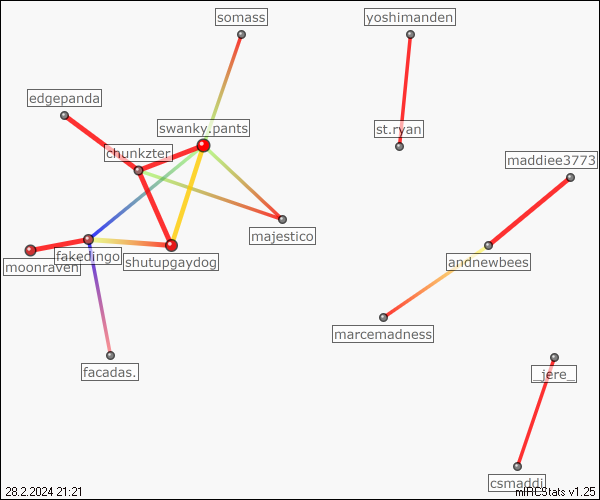 somass
yoshimanden
edgepanda
swanky.pants
st.ryan
chunkzter
maddiee3773
majestico
fakedingo
moonraven
shutupgaydog
andnewbees
marcemadness
facadas.
_jere_
csmaddi
28.2.2024 21:21
mIRCStats v1.25